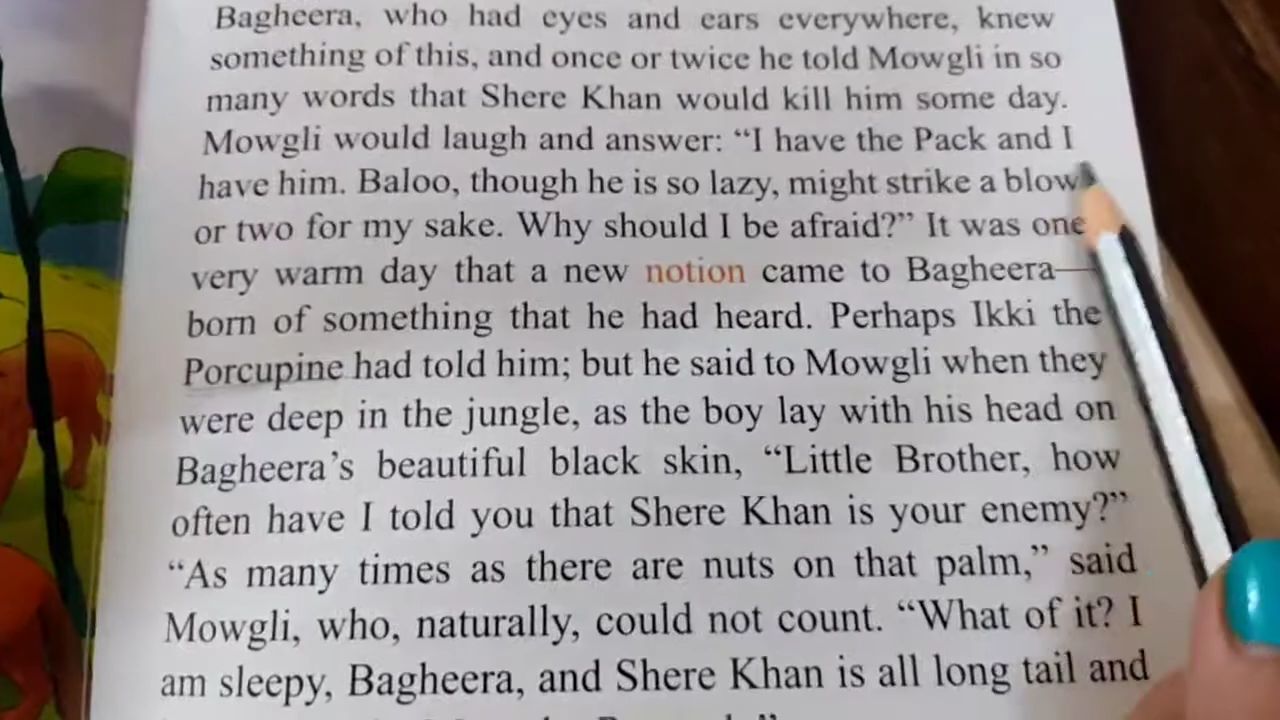 Bagheera, who had eyes and ears everywhere, knew
something of this, and once or twice he told Mowgli in so
many words that Shere Khan would kill him some day.
Mowgli would laugh and answer: “I have the Pack and I
have him. Baloo, though he is so lazy, might strike a blow
or two for my sake. Why should I be afraid?” It was one
very warm day that a new notion came to Bagheera—
born of something that he had heard. Perhaps Ikki the
Porcupine had told him; but he said to Mowgli when they
were deep in the jungle, as the boy lay with his head on
Bagheera’s beautiful black skin, “Little Brother, how
often have I told you that Shere Khan is your enemy?”
“As many times as there are nuts on that palm,” said
Mowgli, who, naturally, could not count. “What of it? I
am sleepy, Bagheera, and Shere Khan is all long tail and